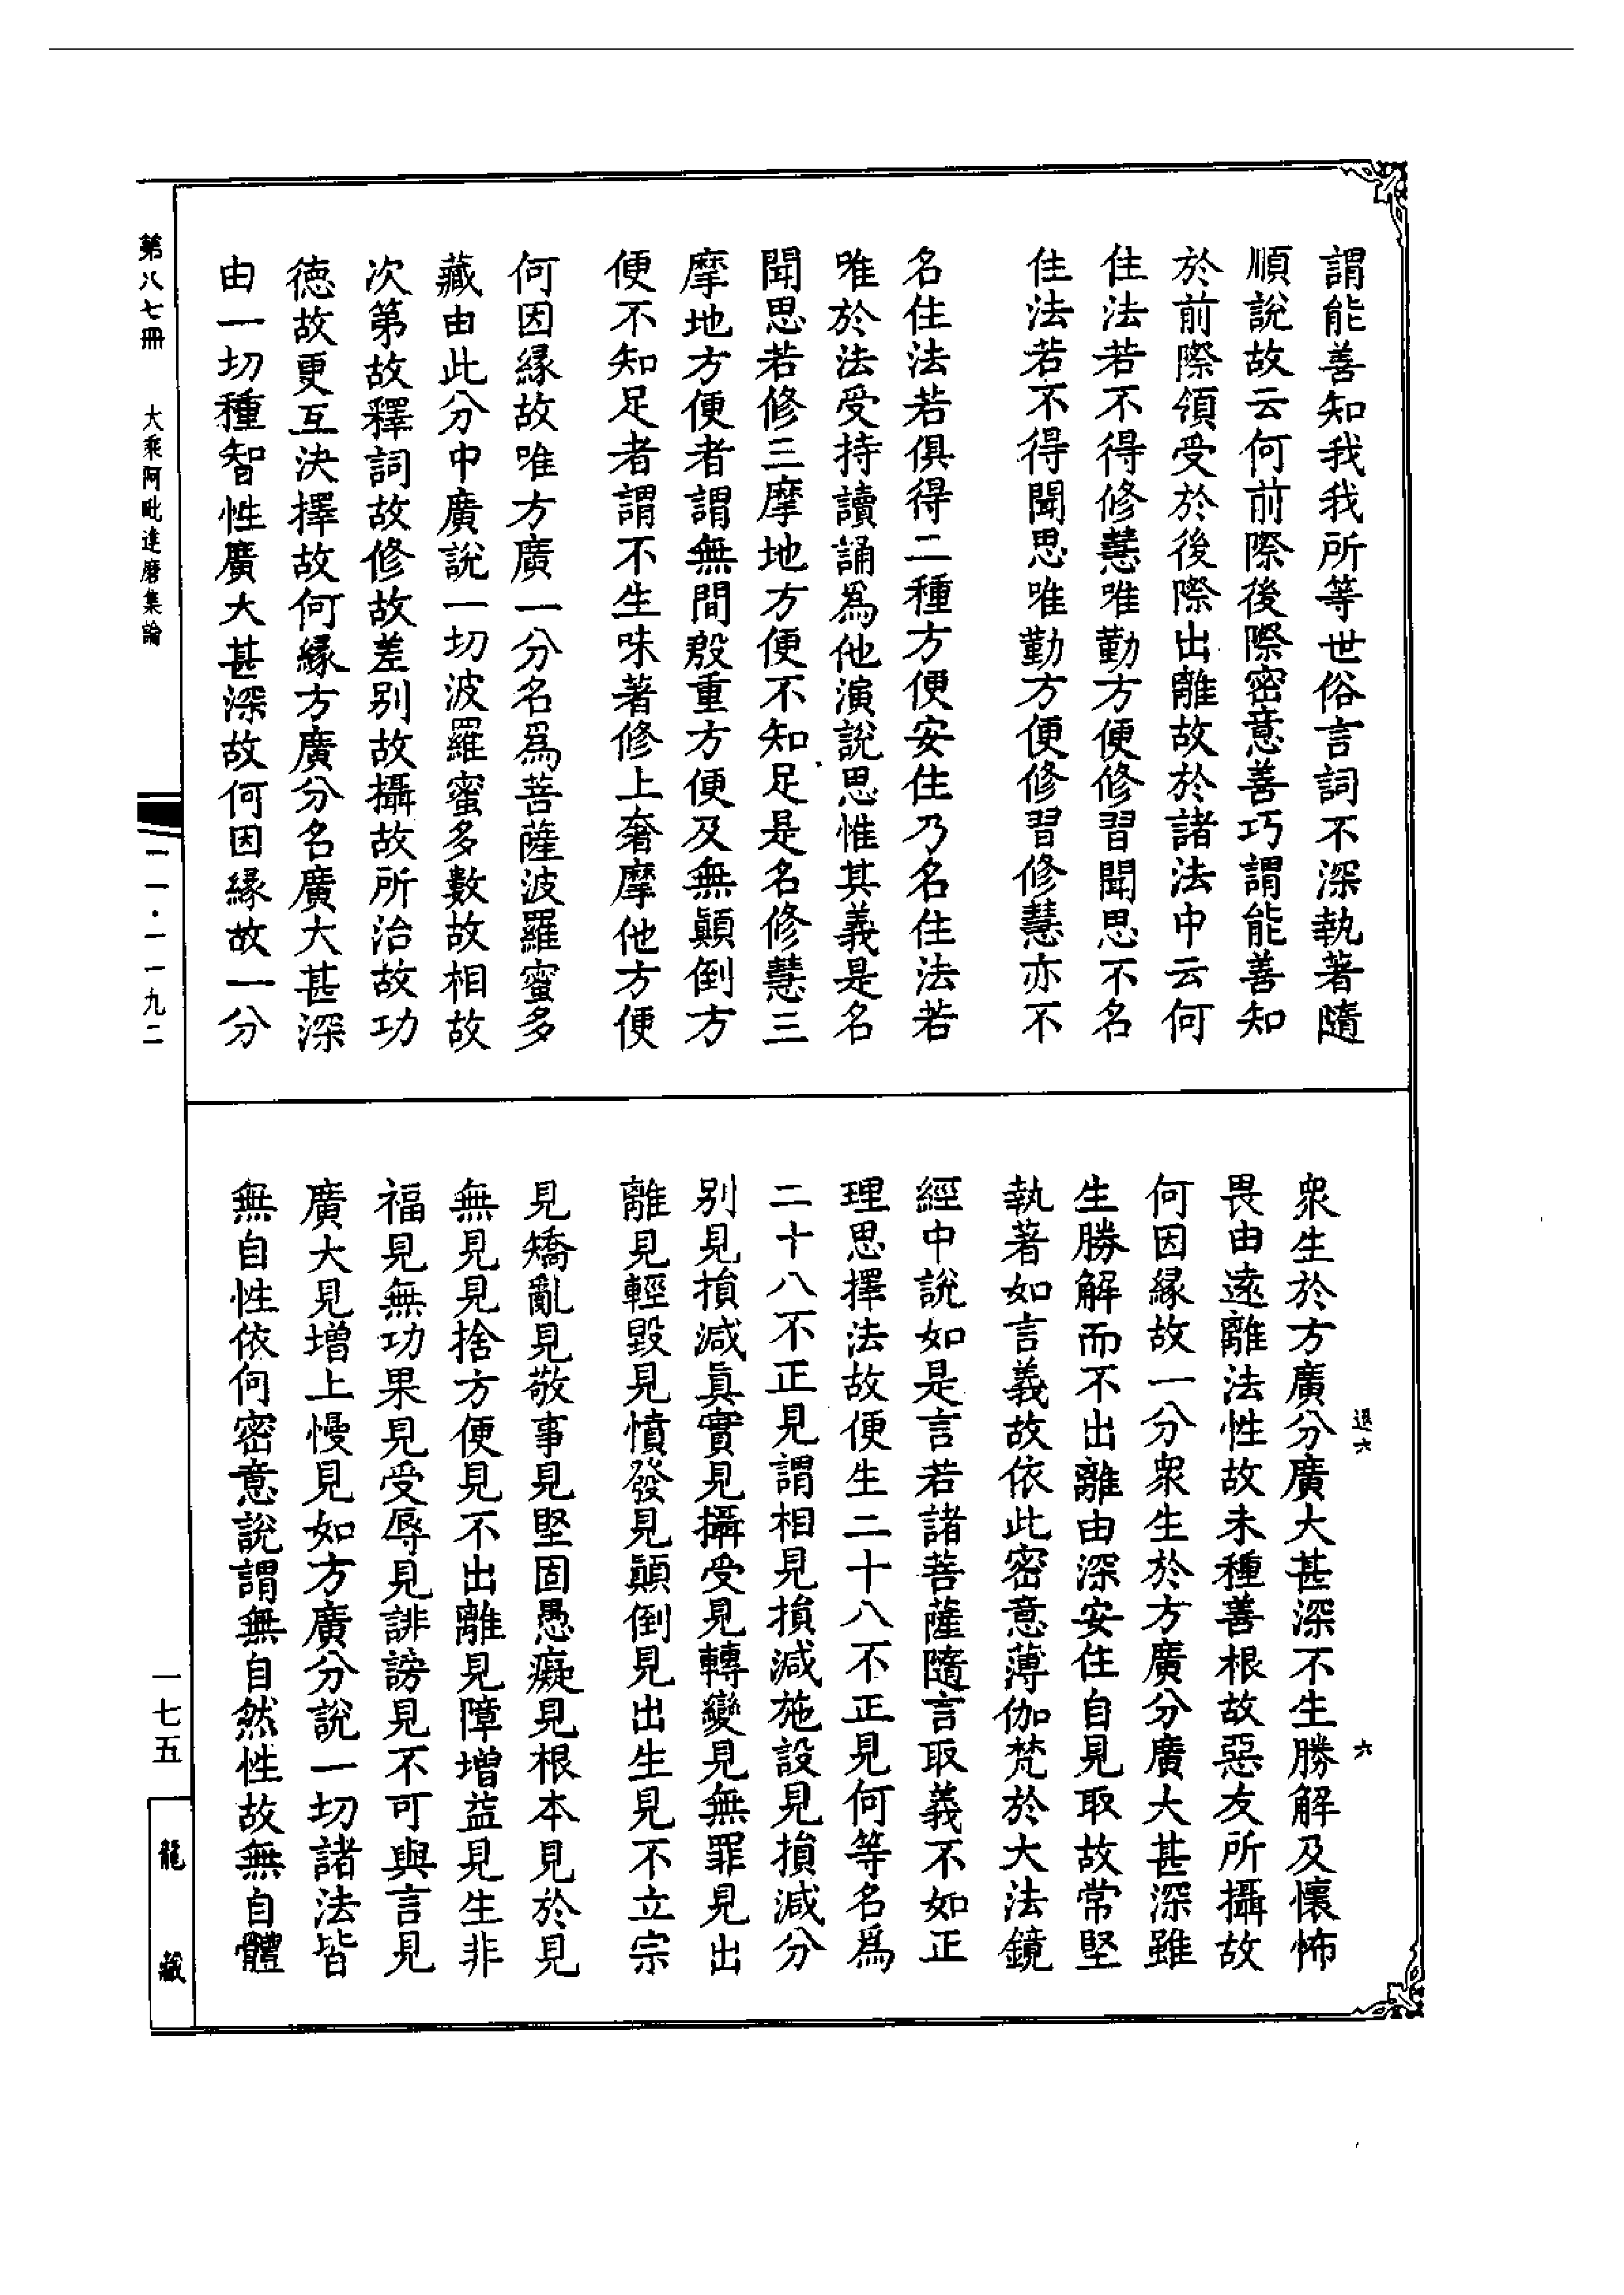 謂能善知我我所等世俗言詞不深執著隨
順說故云何前際後際密意善巧謂能善知
於前際領受於後際出離故於諸法中云何
住法若不得修慧唯勤方便修習聞思不名
住法若不得聞思唯勤方便修習修慧亦不
名住法若俱得二種方便安住乃名住法若
唯於法受持讀誦為他演說思惟其義是名
聞思若修三摩地方便不知足是名修慧三
摩地方便者謂無間殷重方便及無顛倒方
便不知足者謂不生味著修上奢摩他方便
何因緣故唯方廣一分名為菩薩波羅蜜多
藏由此分中廣說一切波羅蜜多數故相故
次第故釋詞故修故差別故攝故所治故功
德故更互決擇故何緣方廣分名廣大甚深
由一切種智性廣大甚深故何因緣故一分
衆生於方廣分廣大甚深不生勝解及懷怖
畏由遠離法性故未種善根故惡友所攝故
何因緣故一分衆生於方廣分廣大甚深雖
生勝解而不出離由深安住自見取故常堅
執著如言義故依此密意薄伽梵於大法鏡
經中說如是言若諸菩薩隨言取義不如正
理思擇法故便生二十八不正見何等名為
二十八不正見謂相見損減施設見損減分
別見損減真實見攝受見轉變見無罪見出
離見輕毀見憤發見顛倒見出生見不立宗
見矯亂見敬事見堅固愚癡見根本見於見
無見見捨方便見不出離見障增益見生非
福見無功果見受辱見誹謗見不可與言見
廣大見增上慢見如方廣分說一切諸法皆
無自性依何密意說謂無自然性故無自體
退六
六
第八七冊
大乘阿毗達磨集論
一一·一一九二
一七五
龍藏